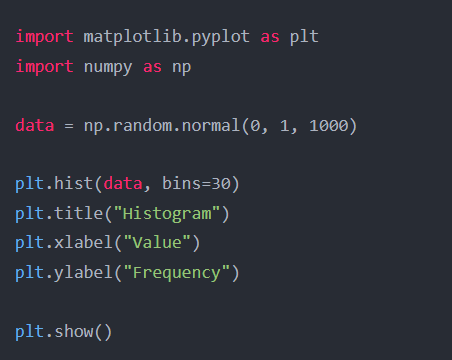 import matplotlib.pyplot as plt
import numpy as np
data = np.random.normal(0, 1, 1000)
plt.hist(data, bins=30)
plt.title("Histogram")
plt.xlabel("Value")
plt.ylabel("Frequency")
plt.show()